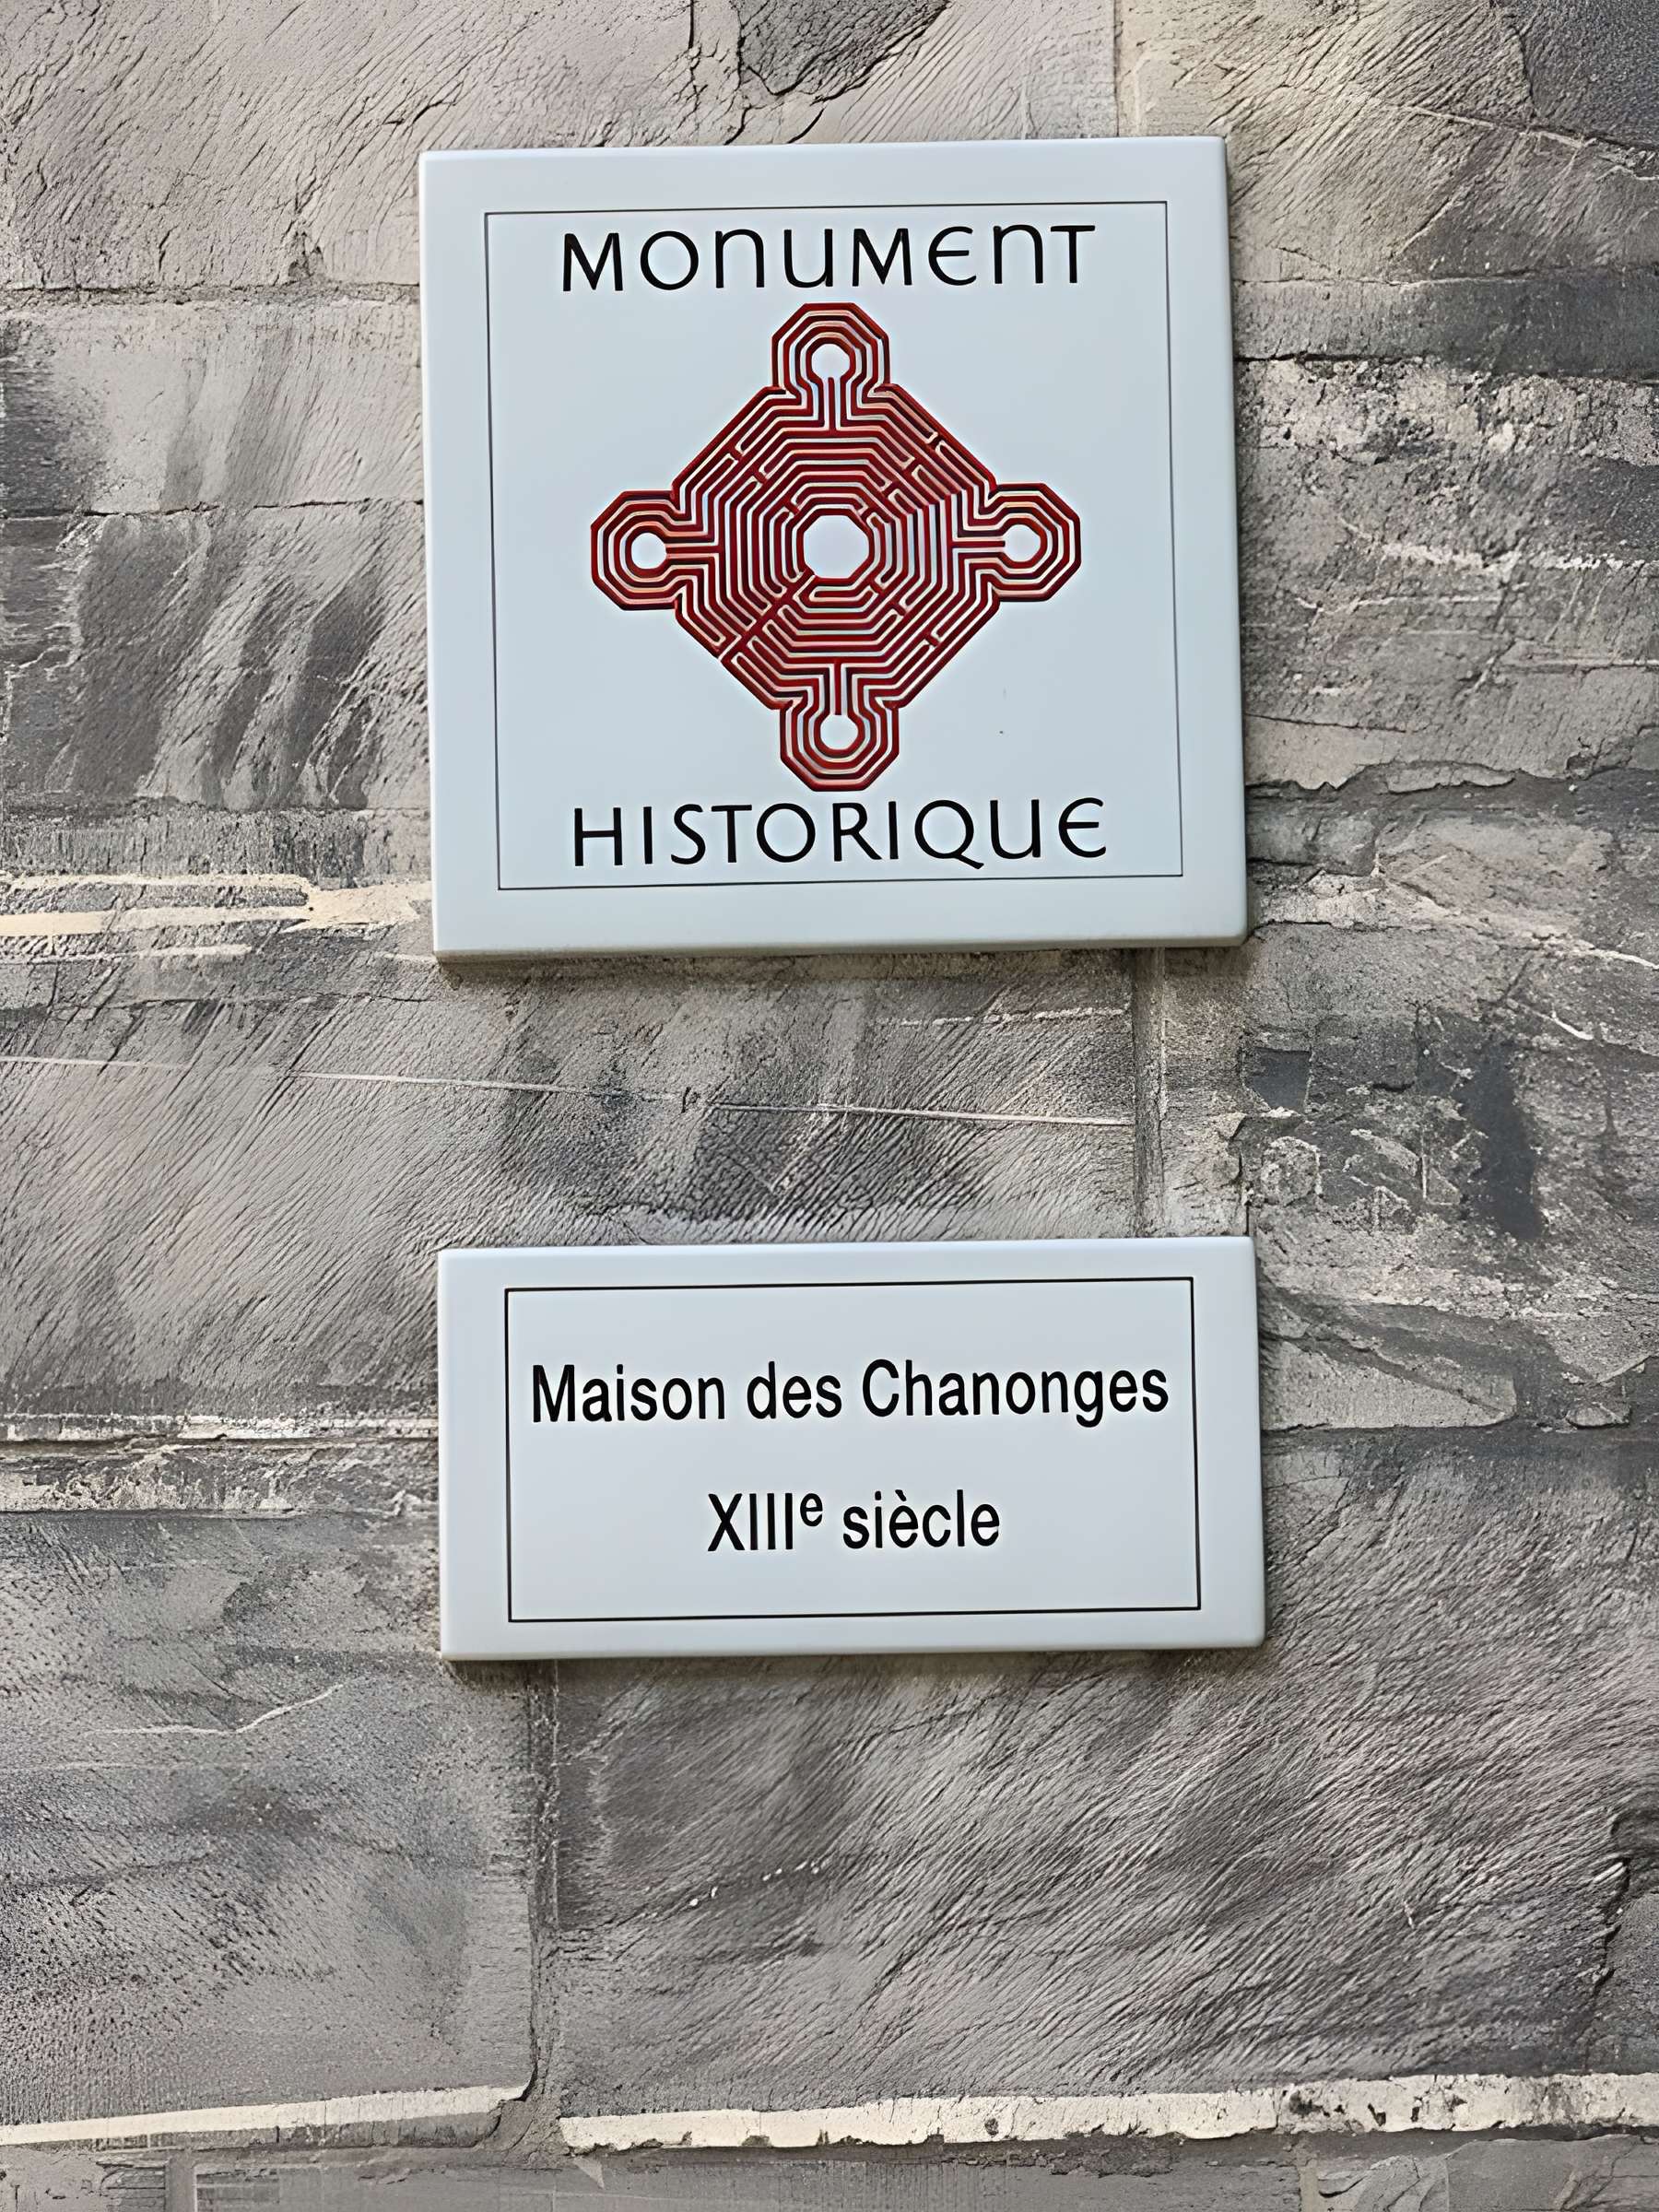 MONUMENT
HISTORIQUE
Maison des Chanonges
XIIIe siècle